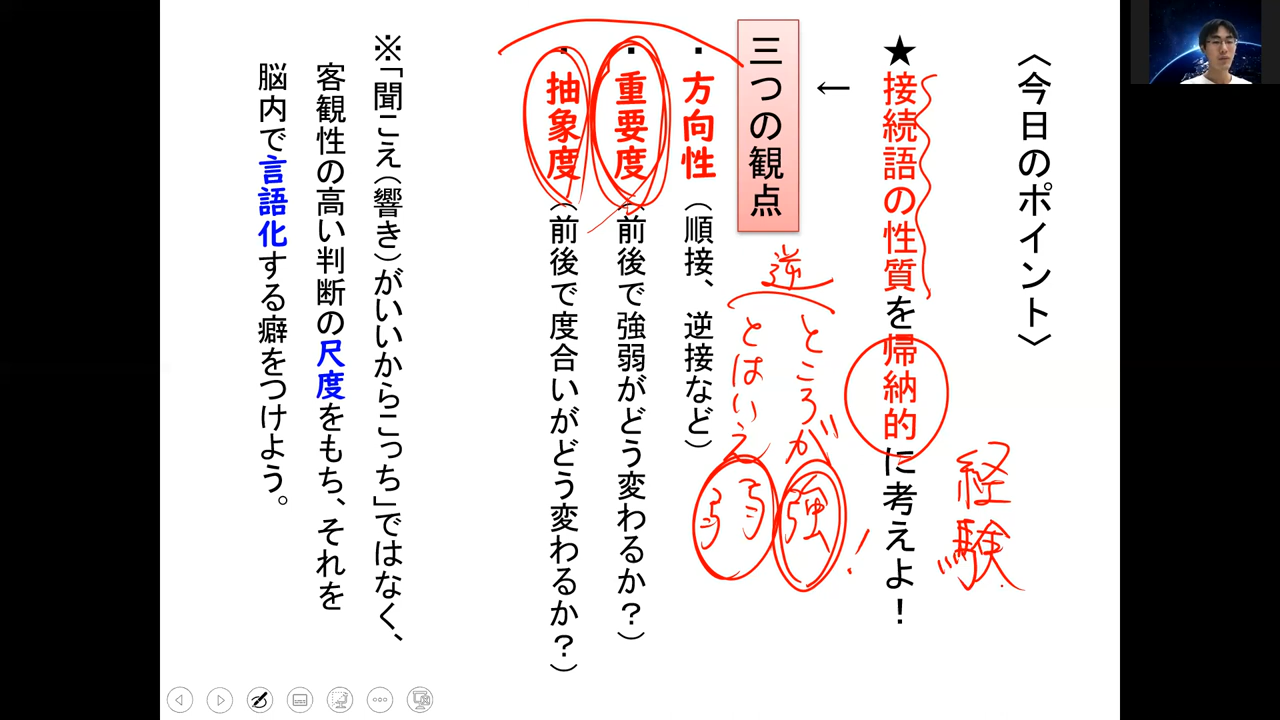 〈今日のポイント〉
★接続語の性質を帰納的に考えよ！
経験
←
三つの観点
逆
ところが
強！
とはいえ
弱
・方向性（順接、逆接など）
・重要度（前後で強弱がどう変わるか？）
・抽象度（前後で度合いがどう変わるか？）
※「聞こえ（響き）がいいからこっち」ではなく、
客観性の高い判断の尺度をもち、それを
脳内で言語化する癖をつけよう。